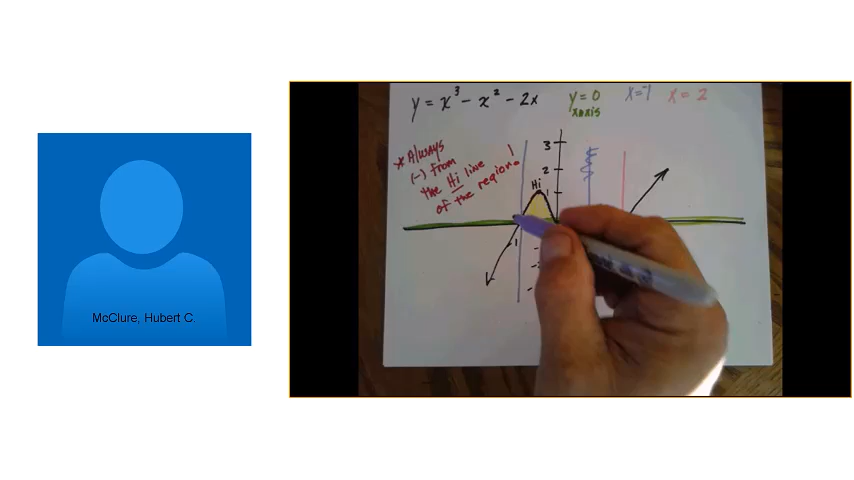 y = x³ - x² - 2x
y = 0
x axis
x = -1
x = 2
* Always
(-) from
the Hi line
of the region!
3
2
1
Hi
-1
McClure, Hubert C.